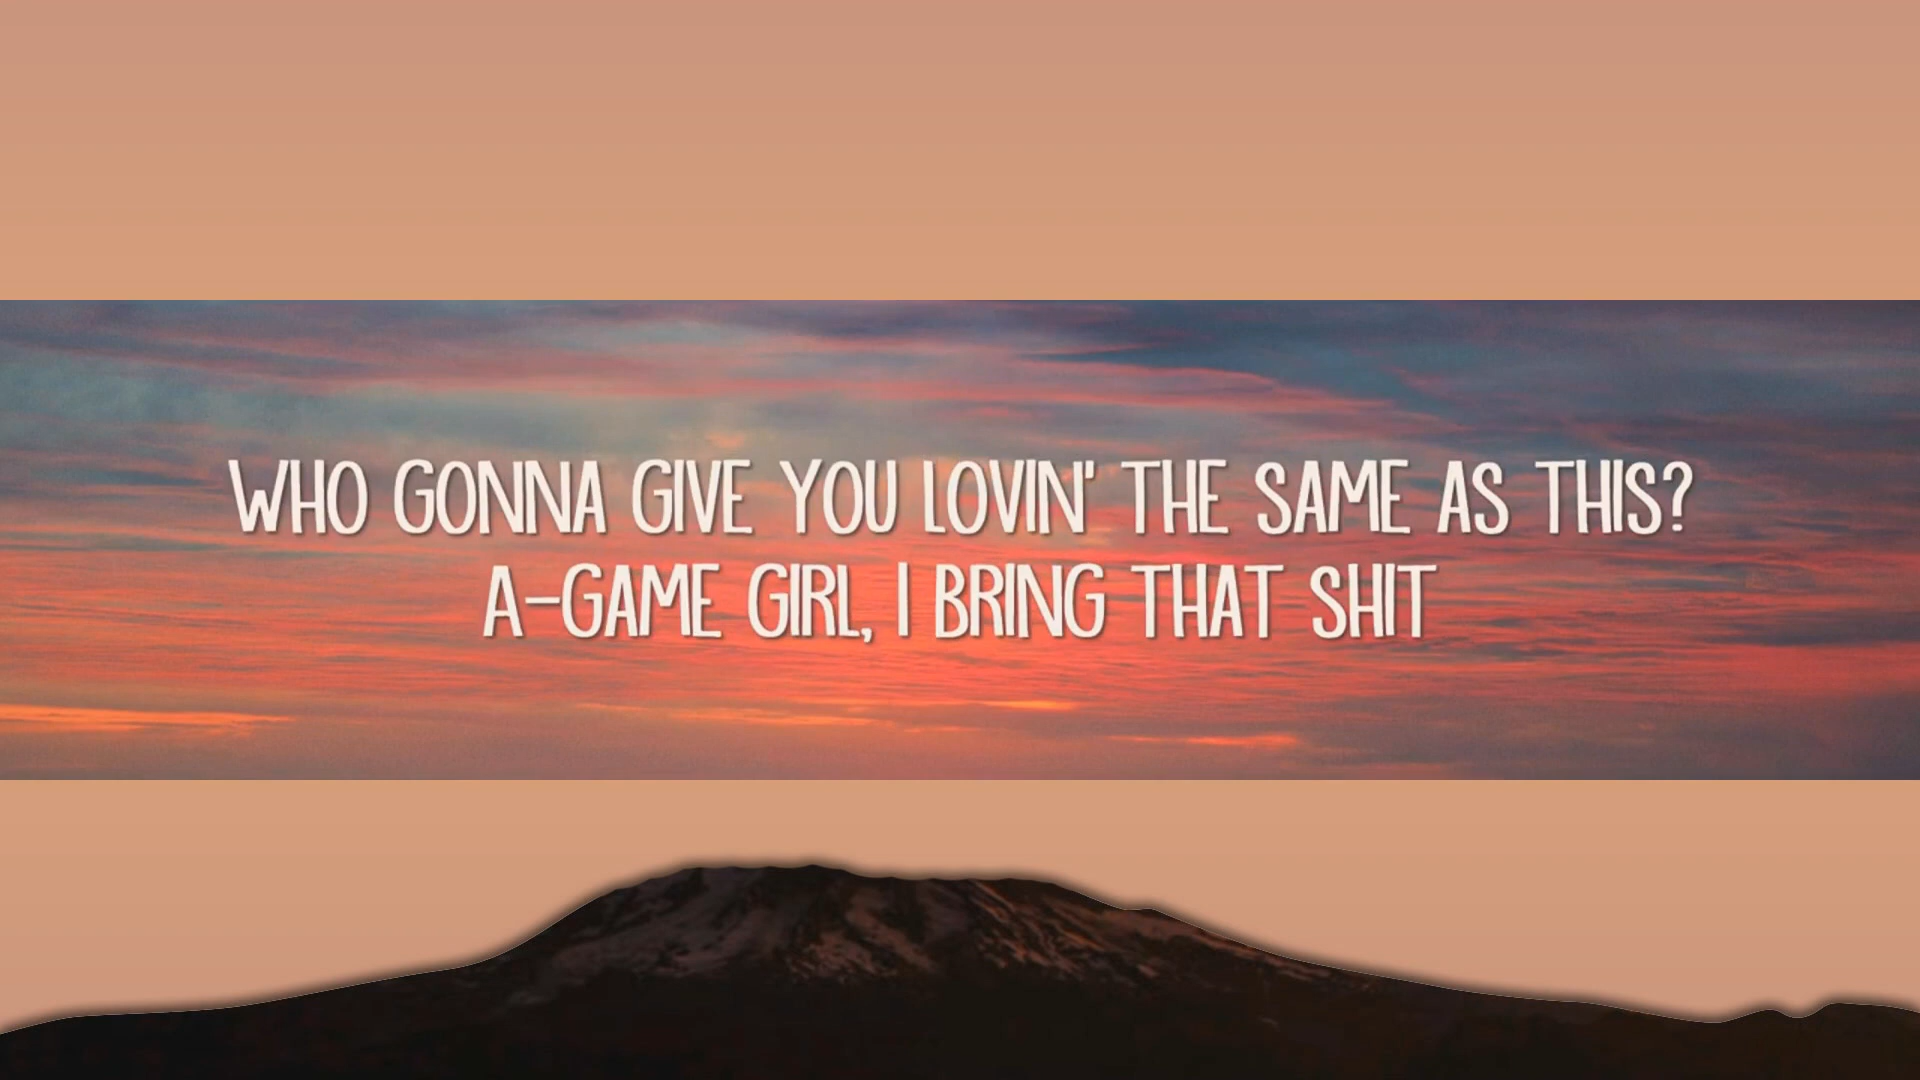 WHO GONNA GIVE YOU LOVIN' THE SAME AS THIS?
A-GAME GIRL, I BRING THAT SHIT